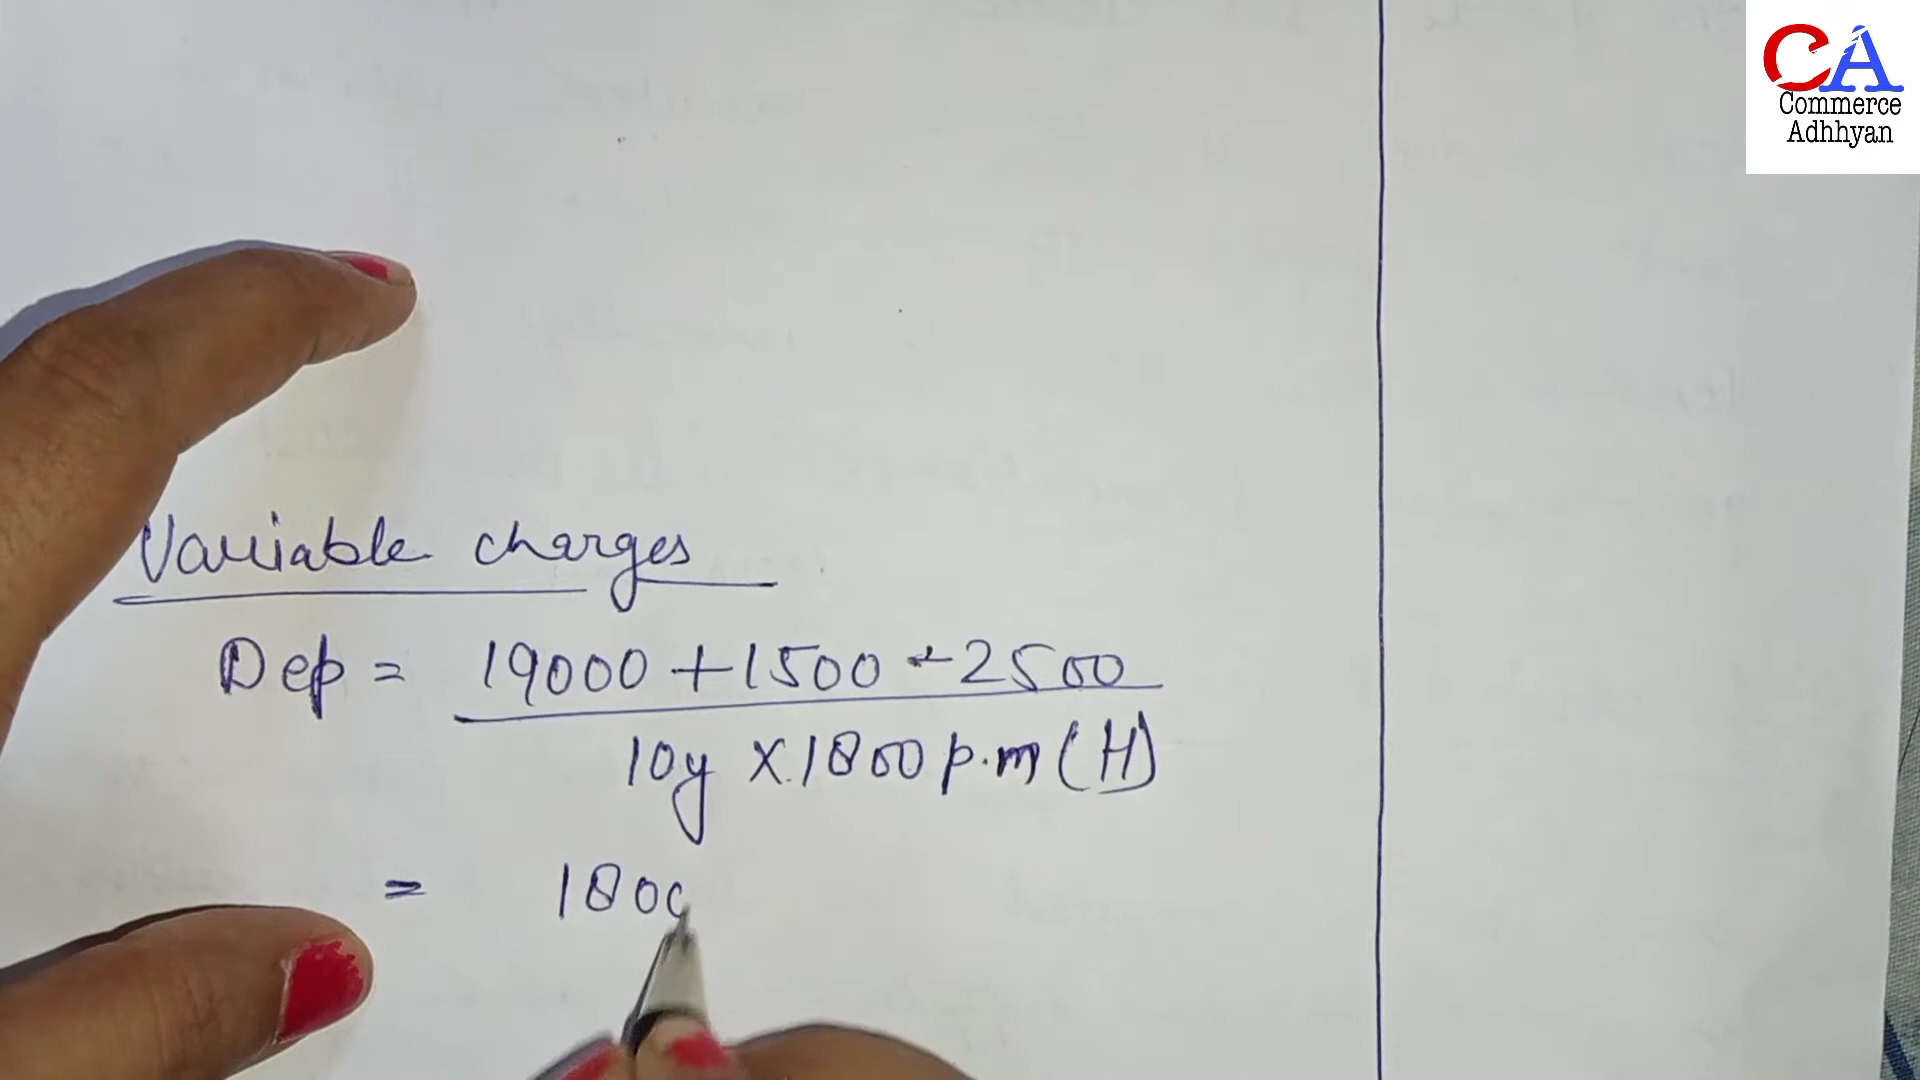 CA
Commerce
Adhhyan
Variable charges
Dep = 19000 + 1500 - 2500
10y x 1800 p.m (H)
= 1800